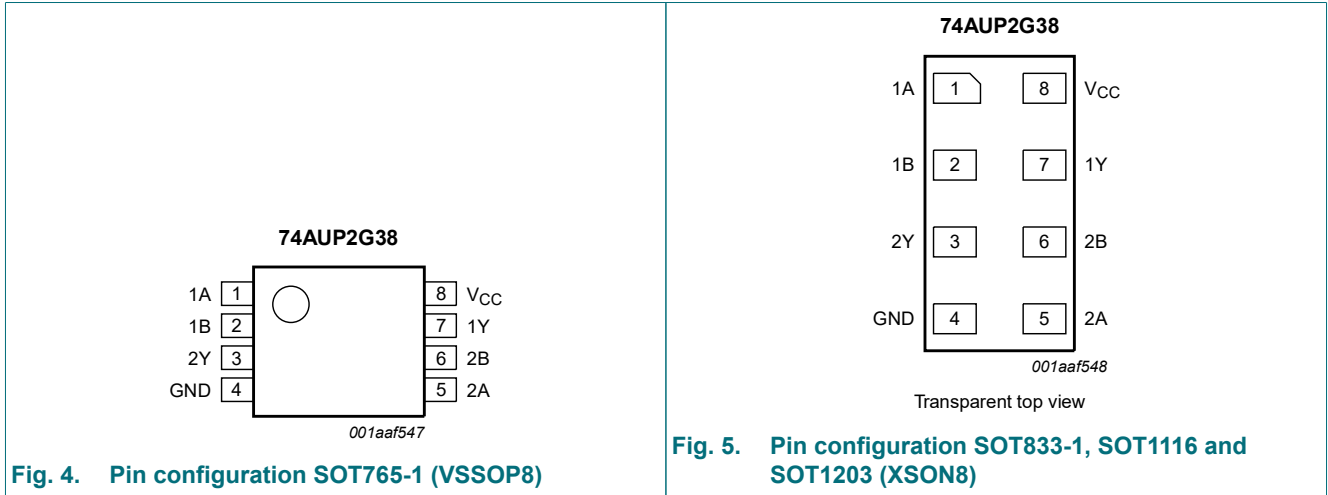 74AUP2G38
1A 1 8 VCC
1B 2 7 1Y
2Y 3 6 2B
GND 4 5 2A
001aaf547
Fig. 4. Pin configuration SOT765-1 (VSSOP8)
74AUP2G38
1A 1 8 VCC
1B 2 7 1Y
2Y 3 6 2B
GND 4 5 2A
001aaf548
Transparent top view
Fig. 5. Pin configuration SOT833-1, SOT1116 and
SOT1203 (XSON8)